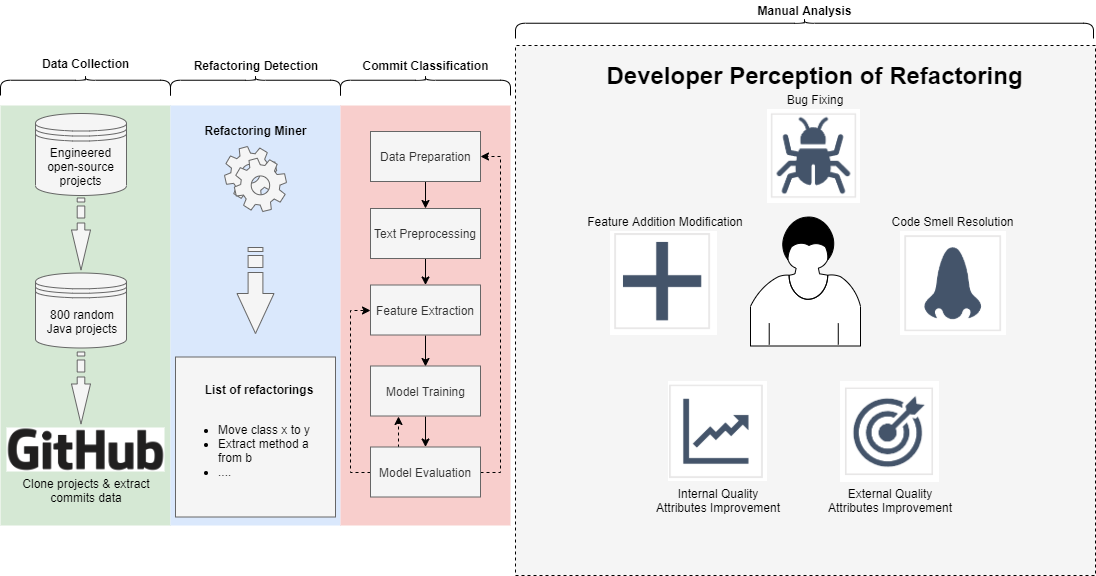 Manual Analysis
Data Collection
Refactoring Detection
Commit Classification
Engineered
open-source
projects
800 random
Java projects
GitHub
Clone projects & extract
commits data
Refactoring Miner
List of refactorings
• Move class x to y
• Extract method a
from b
• ....
Data Preparation
Text Preprocessing
Feature Extraction
Model Training
Model Evaluation
Developer Perception of Refactoring
Bug Fixing
Feature Addition Modification
Code Smell Resolution
Internal Quality
Attributes Improvement
External Quality
Attributes Improvement